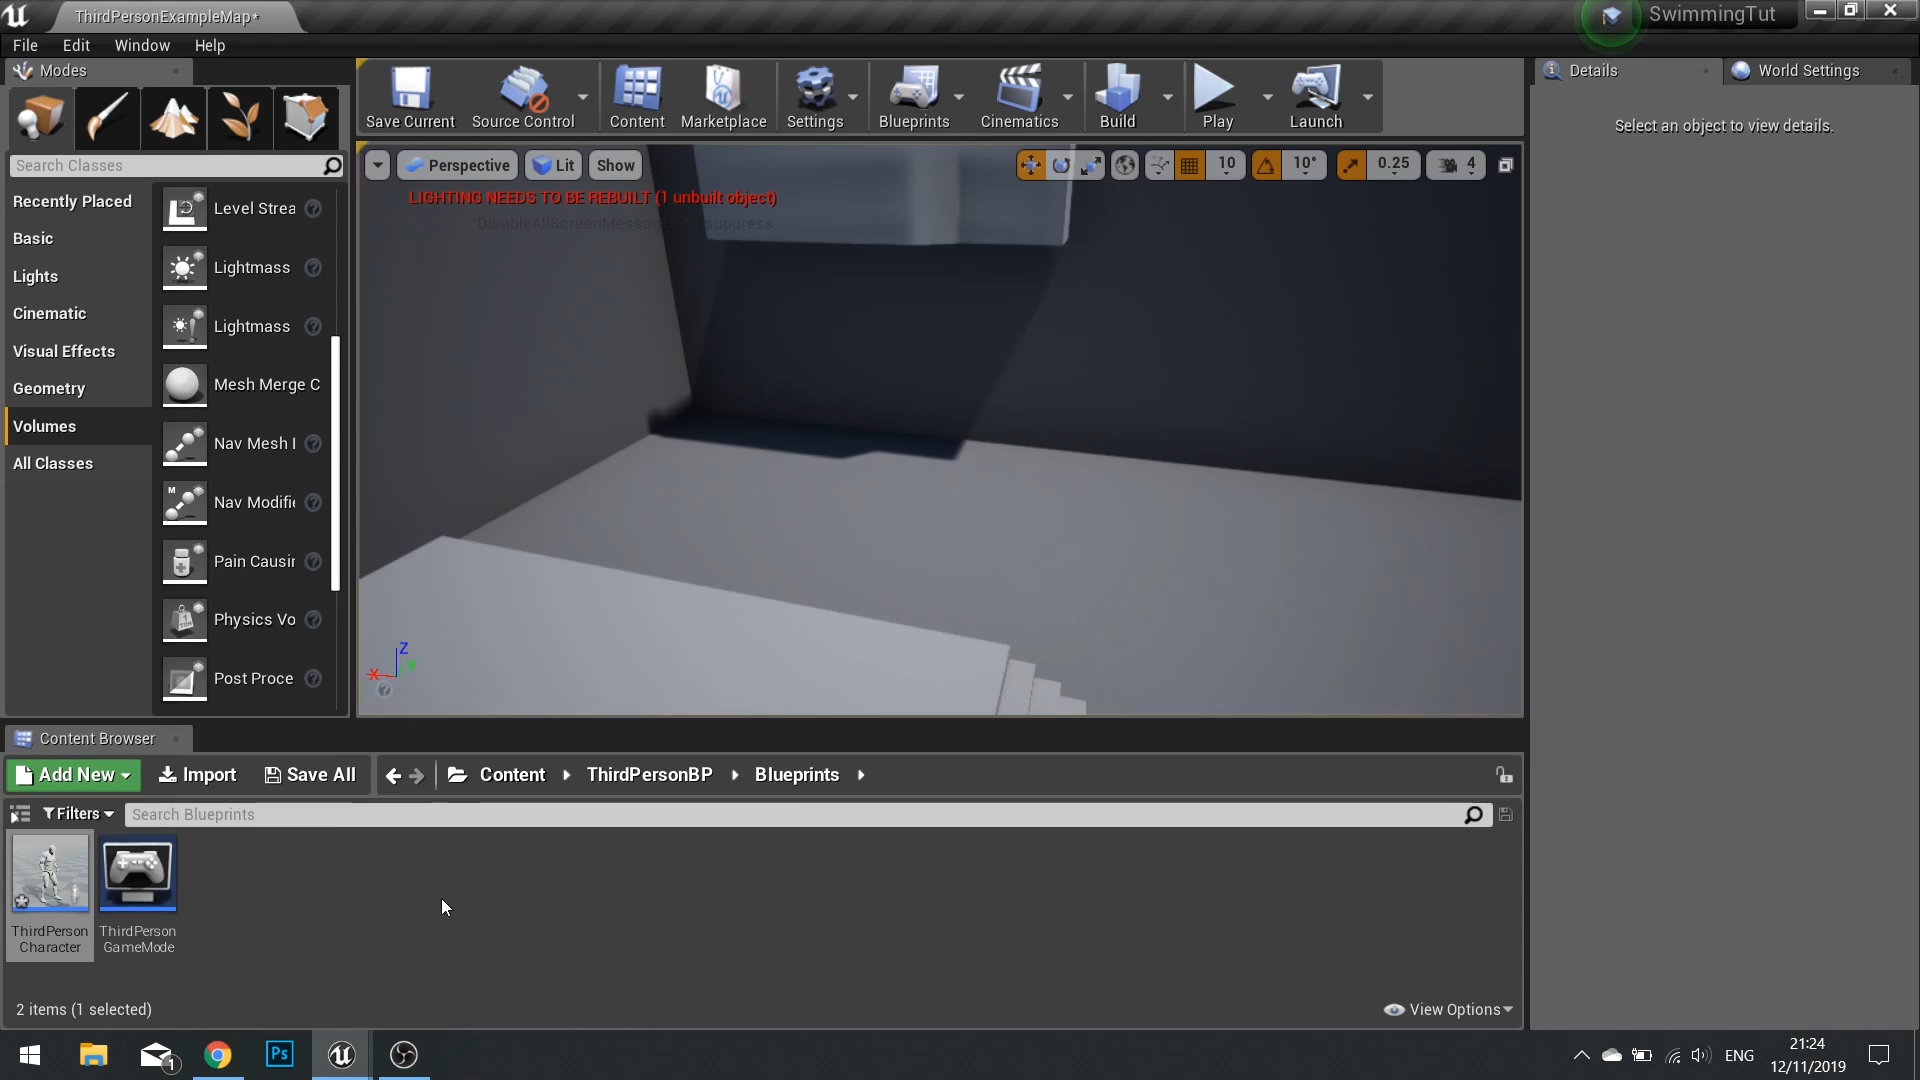 ThirdPersonExampleMap*
SwimmingTut
File Edit Window Help
Modes
Details
World Settings
Save Current
Source Control
Content
Marketplace
Settings
Blueprints
Cinematics
Build
Play
Launch
Select an object to view details.
Search Classes
Perspective
Lit
Show
10
10°
0.25
4
LIGHTING NEEDS TO BE REBUILT (1 unbuilt object)
Recently Placed
Basic
Lights
Cinematic
Visual Effects
Geometry
Volumes
All Classes
Level Strea
Lightmass
Lightmass
Mesh Merge C
Nav Mesh
Nav Modifi
Pain Causin
Physics Vo
Post Proce
Z
X
Y
Content Browser
Add New
Import
Save All
Content
ThirdPersonBP
Blueprints
Filters
Search Blueprints
ThirdPerson
Character
ThirdPerson
GameMode
2 items (1 selected)
View Options
1
Ps
ENG
21:24
12/11/2019